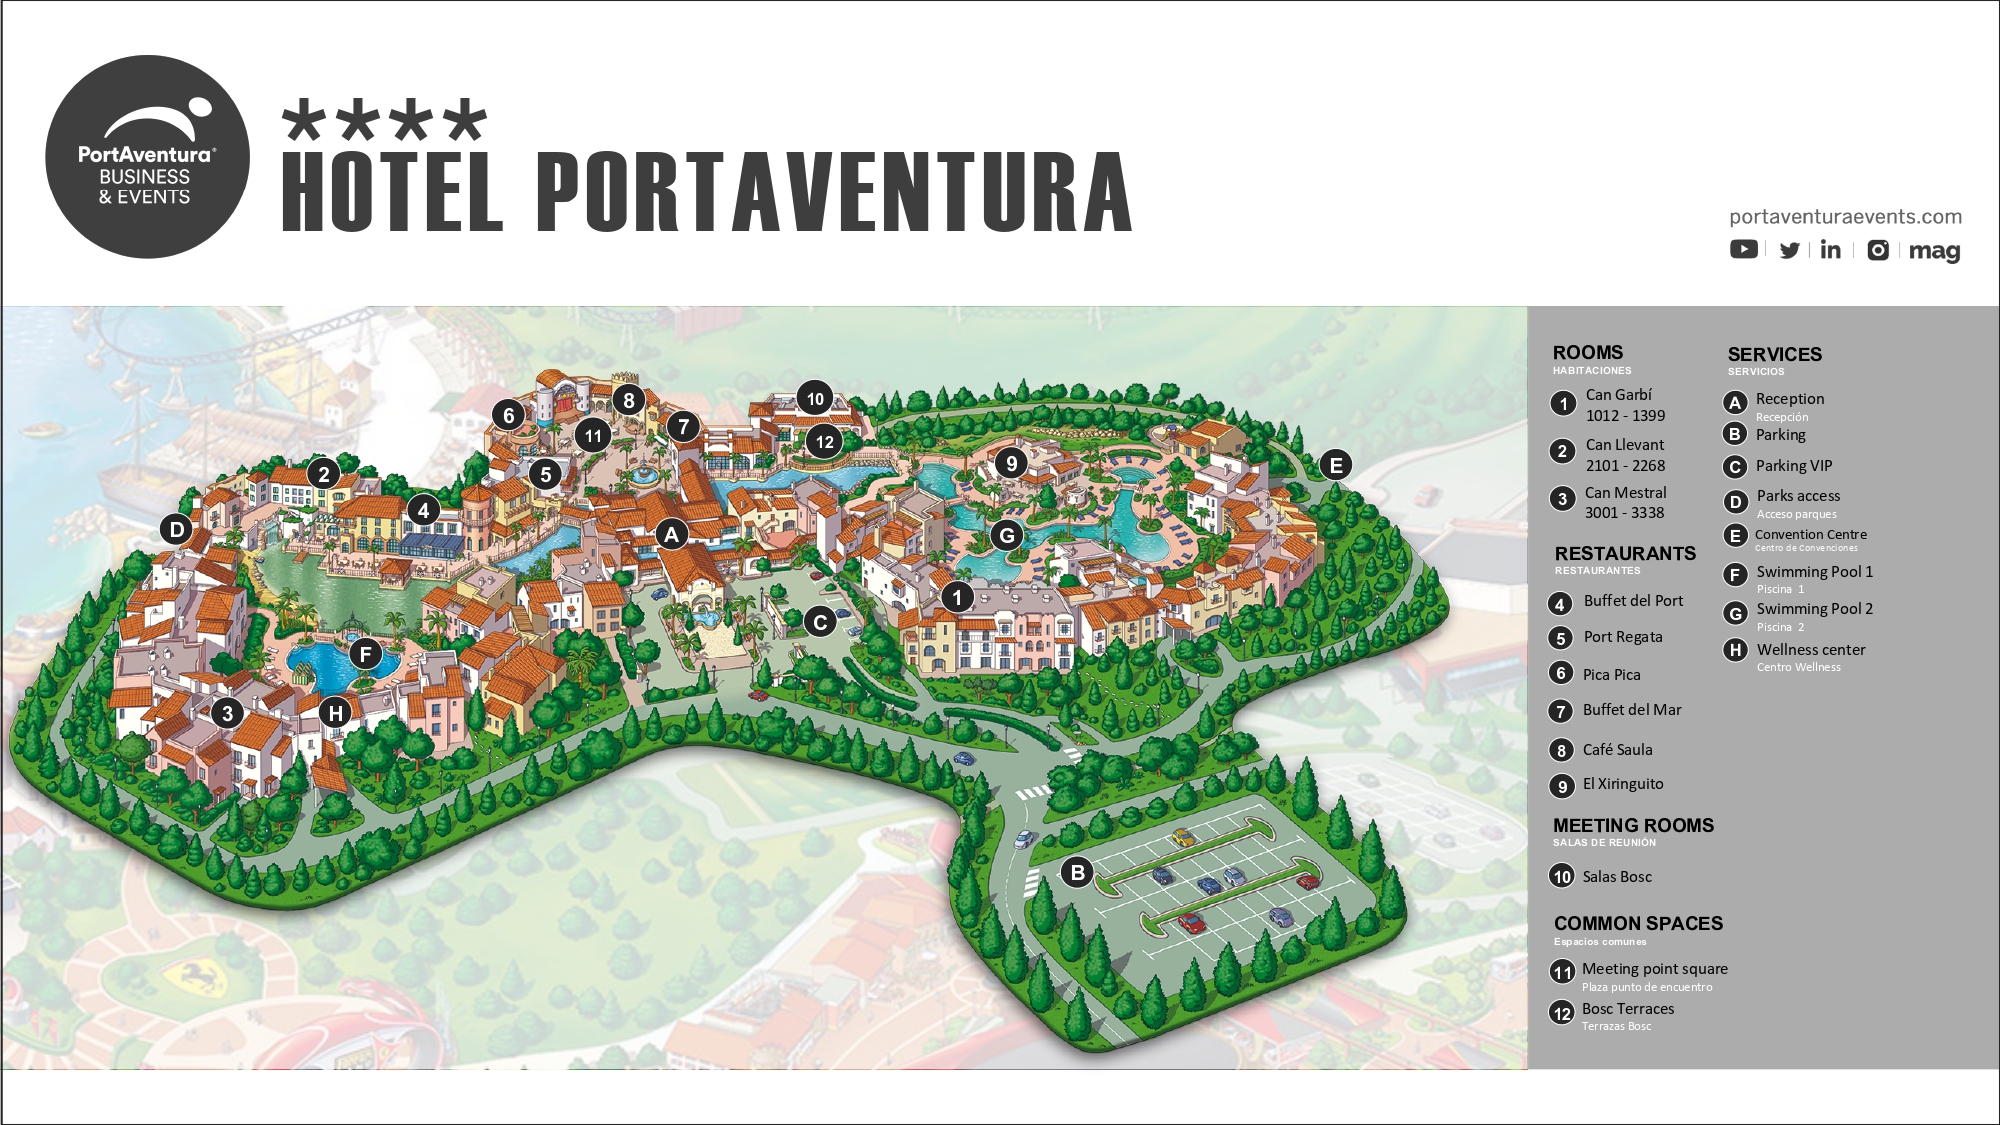 PortAventura®
BUSINESS
& EVENTS
****
HOTEL PORTAVENTURA
portaventuraevents.com
in
mag
6
8
7
10
11
12
9
E
2
5
4
D
A
G
1
C
F
3
H
B
ROOMS
HABITACIONES
1 Can Garbí
1012 - 1399
2 Can Llevant
2101 - 2268
3 Can Mestral
3001 - 3338
RESTAURANTS
RESTAURANTES
4 Buffet del Port
5 Port Regata
6 Pica Pica
7 Buffet del Mar
8 Café Saula
9 El Xiringuito
MEETING ROOMS
SALAS DE REUNIÓN
10 Salas Bosc
COMMON SPACES
Espacios comunes
11 Meeting point square
Plaza punto de encuentro
12 Bosc Terraces
Terrazas Bosc
SERVICES
SERVICIOS
A Reception
Recepción
B Parking
C Parking VIP
D Parks access
Acceso parques
E Convention Centre
Centro de Convenciones
F Swimming Pool 1
Piscina 1
G Swimming Pool 2
Piscina 2
H Wellness center
Centro Wellness